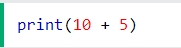 print(10 + 5)